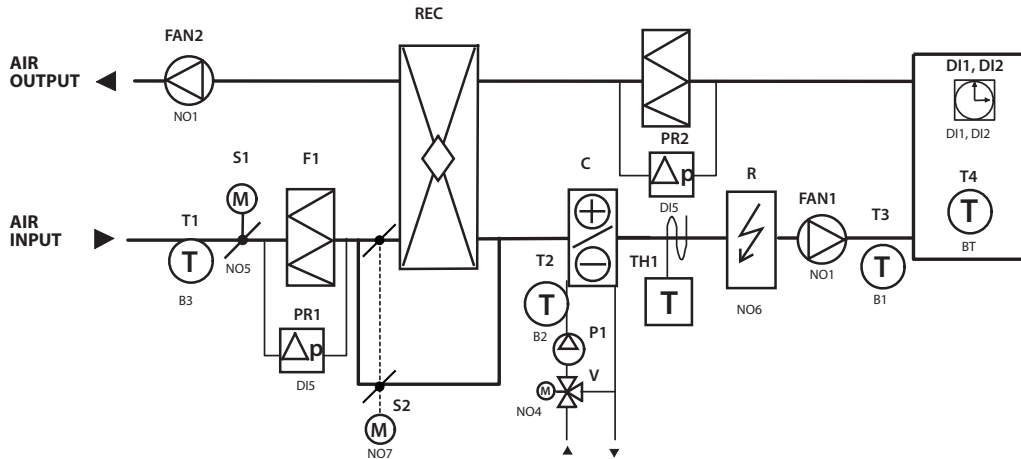 REC
FAN2
AIR
OUTPUT
NO1
DI1, DI2
DI1, DI2
PR2
p
DI5
S1
F1
M
C
R
FAN1
T3
T4
T
BT
AIR
INPUT
T1
T
B3
NO5
T2
TH1
T
B2
T
NO6
NO1
T
B1
PR1
p
DI5
P1
V
M
NO4
S2
M
NO7